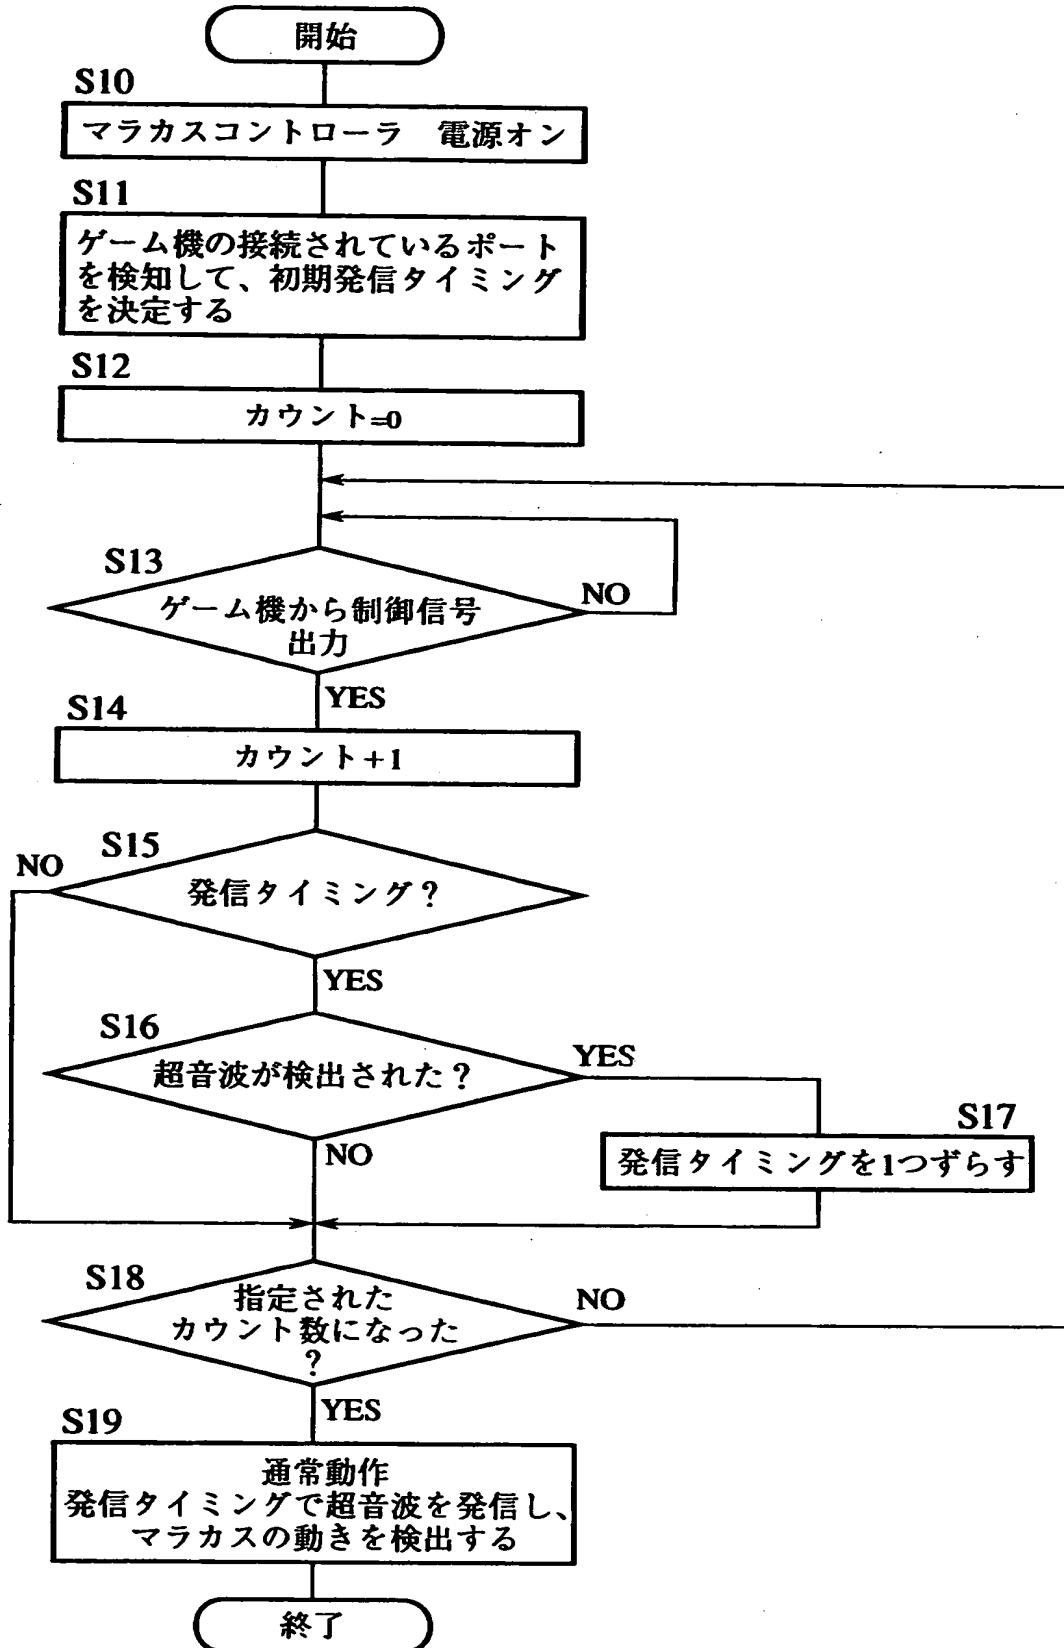 開始
S10
マラカスコントローラ 電源オン
S11
ゲーム機の接続されているポート
を検知して、初期発信タイミング
を決定する
S12
カウント=0
S13
ゲーム機から制御信号
出力
NO
YES
S14
カウント+1
S15
NO
発信タイミング?
YES
S16
超音波が検出された?
YES
NO
S17
発信タイミングを1つずらす
S18
指定された
カウント数になった
?
NO
YES
S19
通常動作
発信タイミングで超音波を発信し、
マラカスの動きを検出する
終了